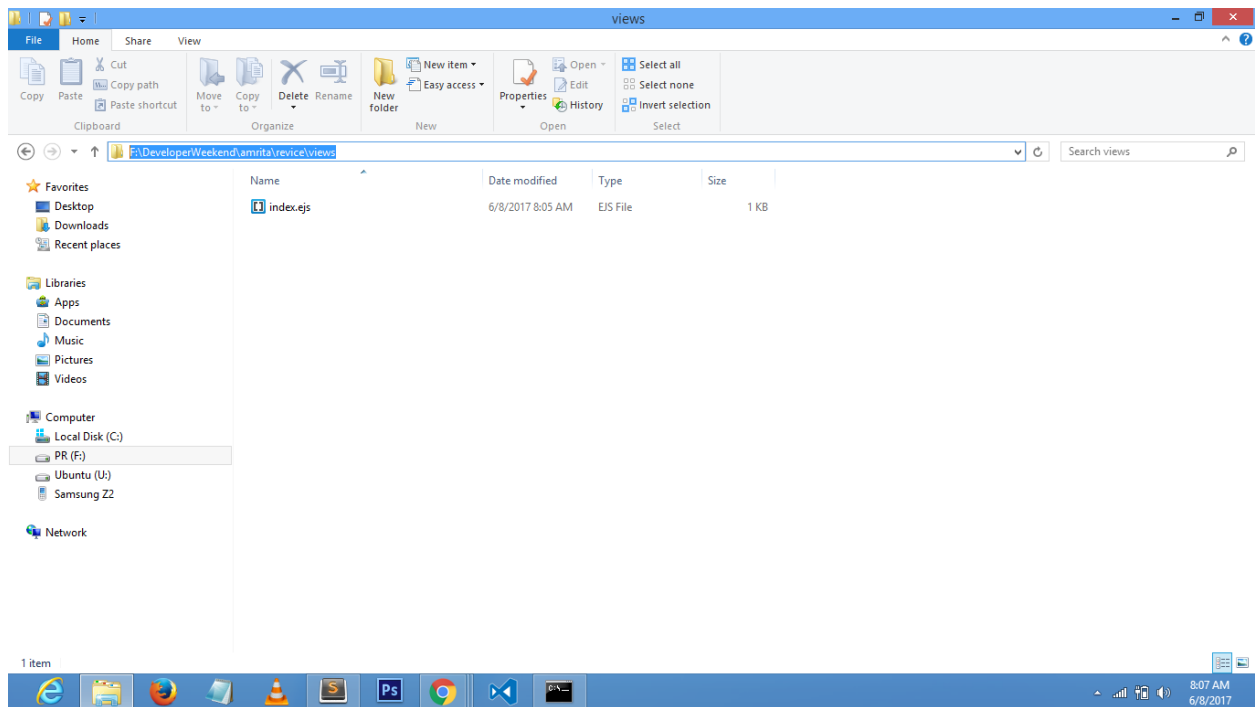 views
File Home Share View
Copy
Paste
Cut
Copy path
Paste shortcut
Clipboard
Move to
Copy to
Delete
Rename
Organize
New folder
New item
Easy access
New
Properties
Open
Edit
History
Open
Select all
Select none
Invert selection
Select
F:\DeveloperWeekend\amrita\revice\views
Search views
Favorites
Desktop
Downloads
Recent places
Libraries
Apps
Documents
Music
Pictures
Videos
Computer
Local Disk (C:)
PR (F:)
Ubuntu (U:)
Samsung Z2
Network
Name Date modified Type Size
index.ejs 6/8/2017 8:05 AM EJS File 1 KB
1 item
S
Ps
8:07 AM
6/8/2017